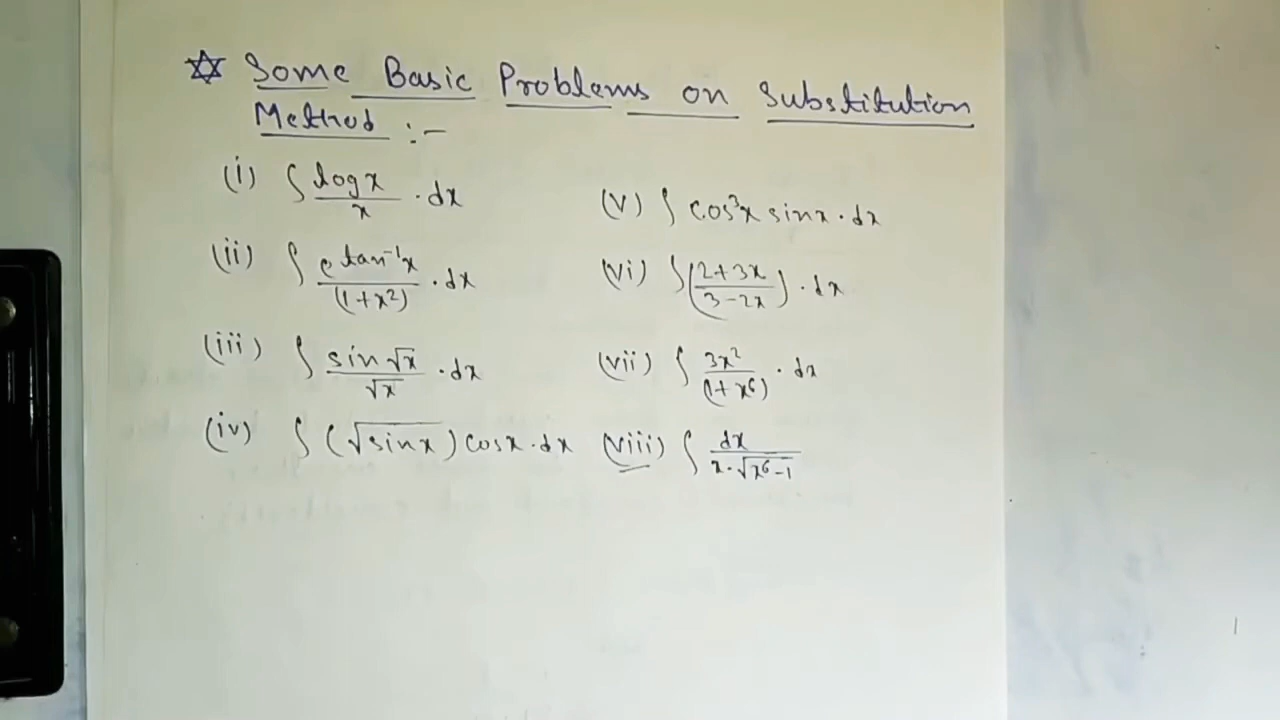 ☆ Some Basic Problems on Substitution
Method :-
(i) ∫ log x / x · dx
(ii) ∫ e^(tan⁻¹x) / (1+x²) · dx
(iii) ∫ sin√x / √x · dx
(iv) ∫ (√sin x) cos x · dx
(v) ∫ cos³x sin x · dx
(vi) ∫ (2+3x / 3-2x) · dx
(vii) ∫ 3x² / (1+x⁶) · dx
(viii) ∫ dx / x·√(x⁶-1)